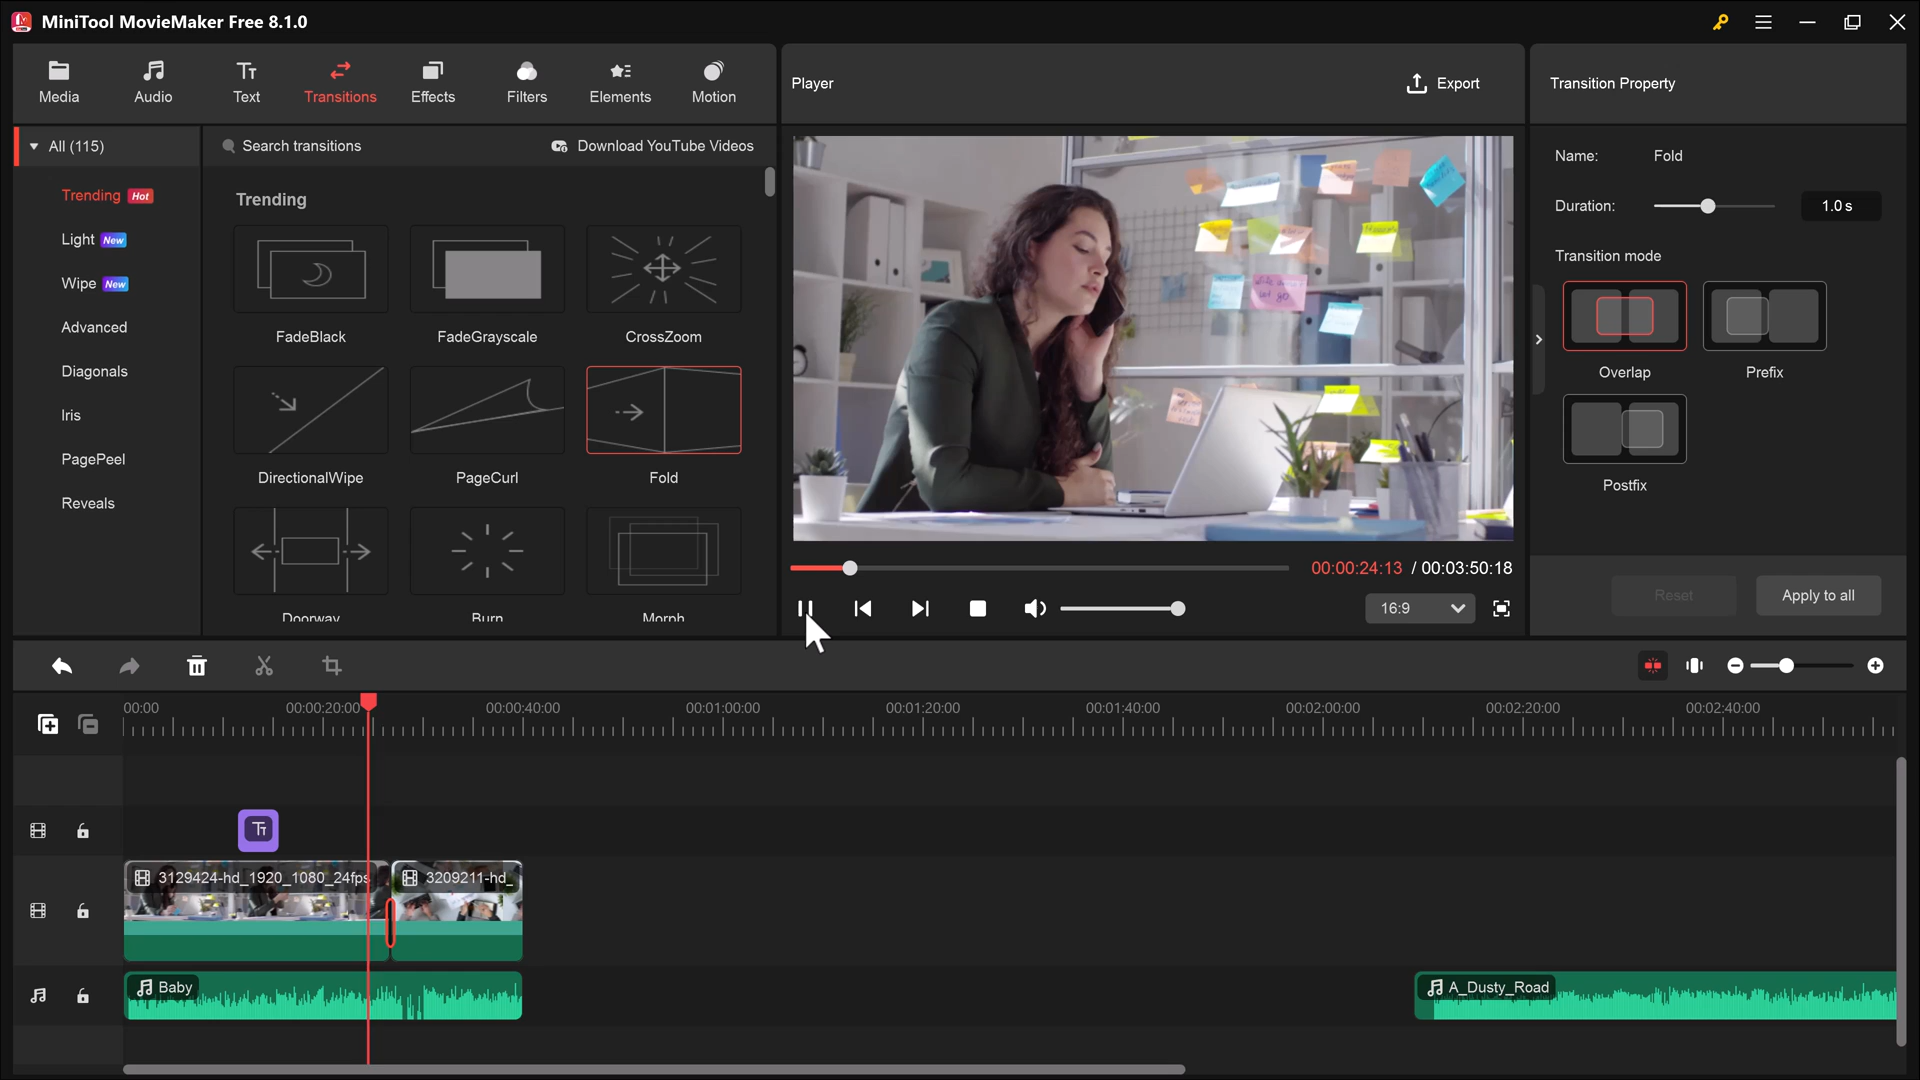 MiniTool MovieMaker Free 8.1.0
Media
Audio
Text
Transitions
Effects
Filters
Elements
Motion
Player
Export
Transition Property
All (115)
Search transitions
Download YouTube Videos
Trending Hot
Light New
Wipe New
Advanced
Diagonals
Iris
PagePeel
Reveals
Trending
FadeBlack
FadeGrayscale
CrossZoom
DirectionalWipe
PageCurl
Fold
Doorway
Burn
Morph
00:00:24:13 / 00:03:50:18
16:9
Name: Fold
Duration: 1.0 s
Transition mode
Overlap
Prefix
Postfix
Reset
Apply to all
00:00
00:00:20:00
00:00:40:00
00:01:00:00
00:01:20:00
00:01:40:00
00:02:00:00
00:02:20:00
00:02:40:00
3129424-hd_1920_1080_24fps
3209211-hd_
Baby
A_Dusty_Road